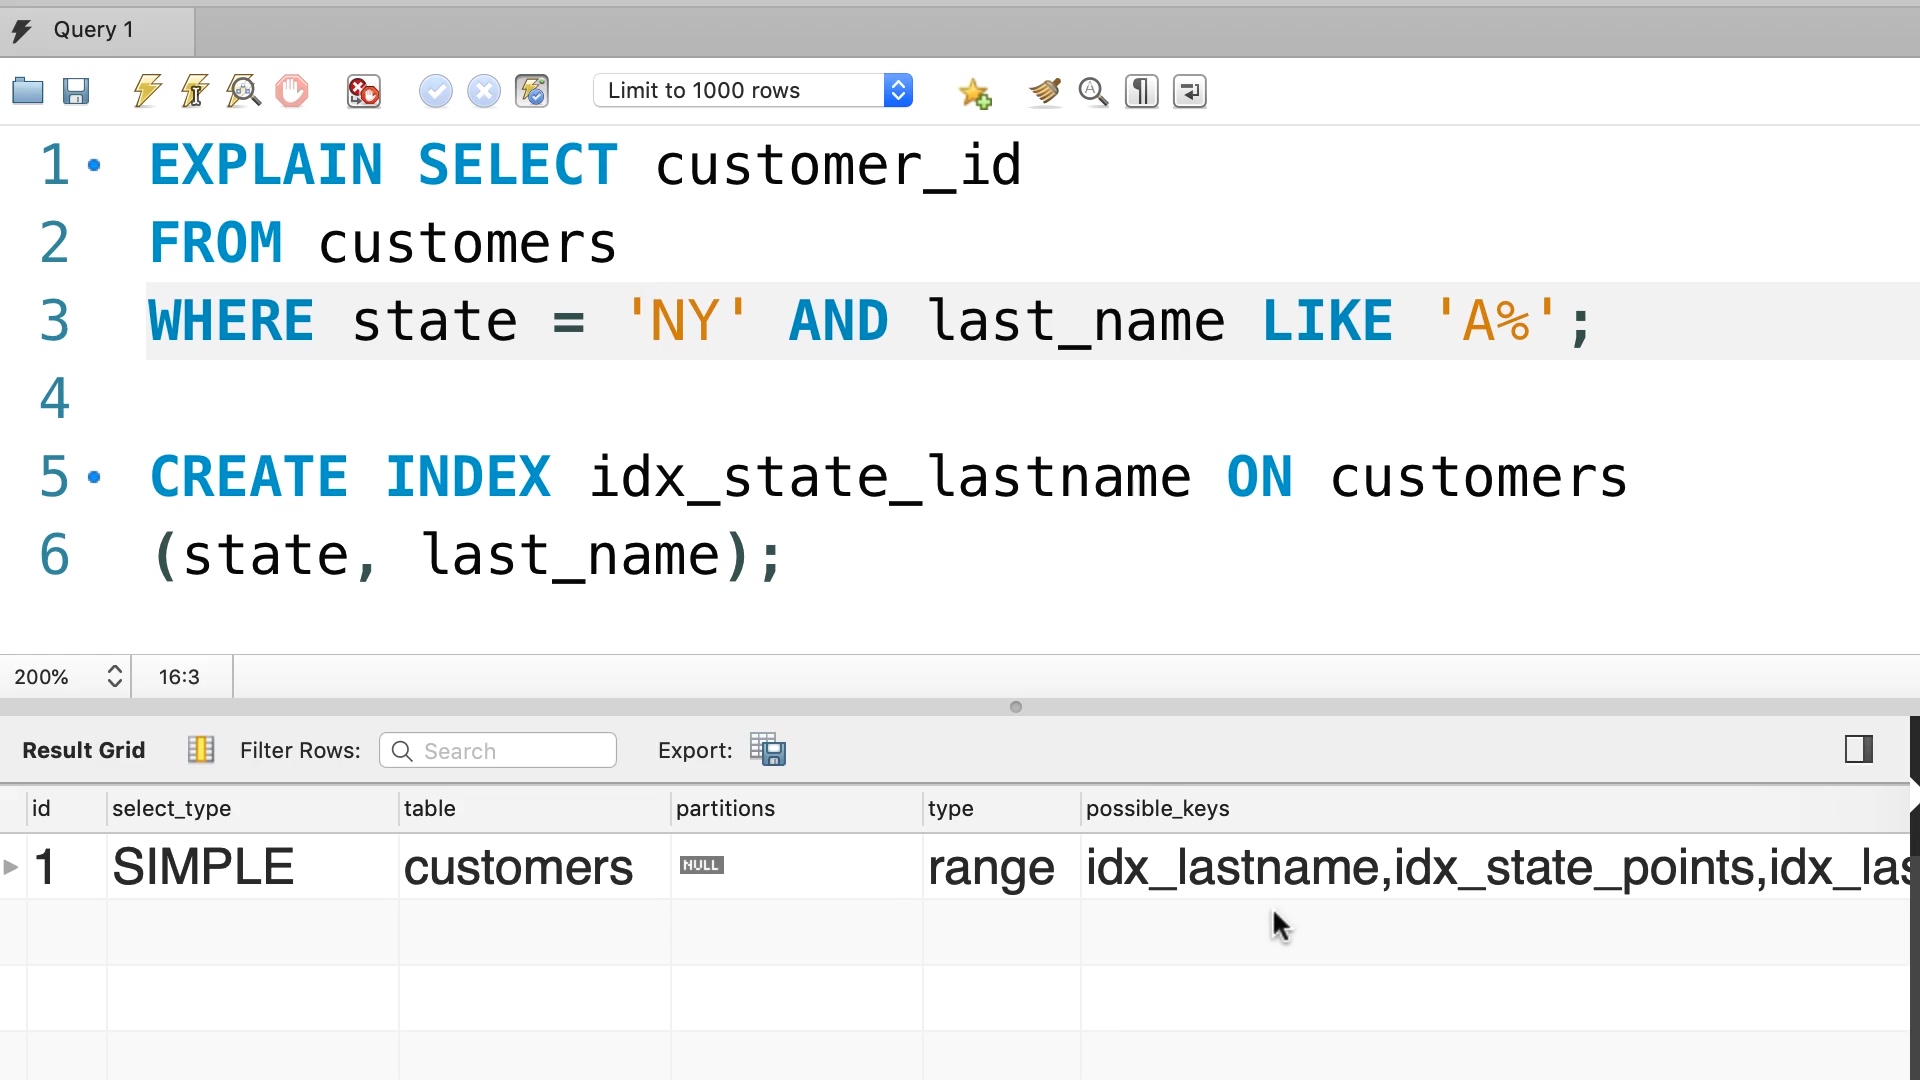 Query 1
Limit to 1000 rows
1 EXPLAIN SELECT customer_id
2 FROM customers
3 WHERE state = 'NY' AND last_name LIKE 'A%';
4
5 CREATE INDEX idx_state_lastname ON customers
6 (state, last_name);
200% 16:3
Result Grid Filter Rows: Search Export:
id select_type table partitions type possible_keys
1 SIMPLE customers NULL range idx_lastname,idx_state_points,idx_las